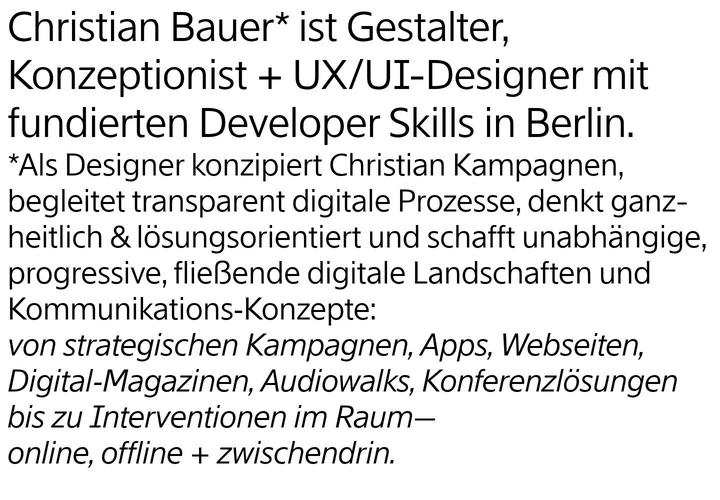 Christian Bauer* ist Gestalter,
Konzeptionist + UX/UI-Designer mit
fundierten Developer Skills in Berlin.
*Als Designer konzipiert Christian Kampagnen,
begleitet transparent digitale Prozesse, denkt ganz-
heitlich & lösungsorientiert und schafft unabhängige,
progressive, fließende digitale Landschaften und
Kommunikations-Konzepte:
von strategischen Kampagnen, Apps, Webseiten,
Digital-Magazinen, Audiowalks, Konferenzlösungen
bis zu Interventionen im Raum—
online, offline + zwischendrin.